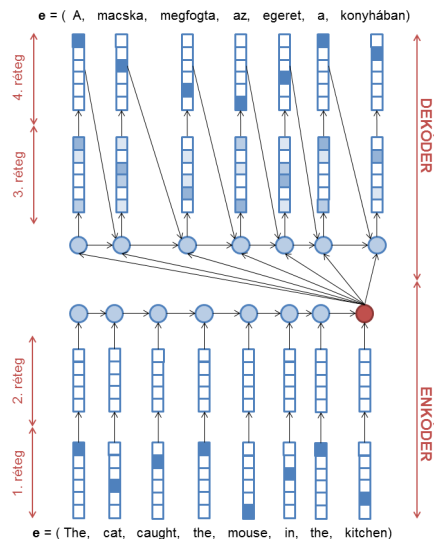 e = ( A, macska, megfogta, az, egeret, a, konyhában)
4. réteg
3. réteg
DEKÓDER
2. réteg
1. réteg
ENKÓDER
e = ( The, cat, caught, the, mouse, in, the, kitchen)